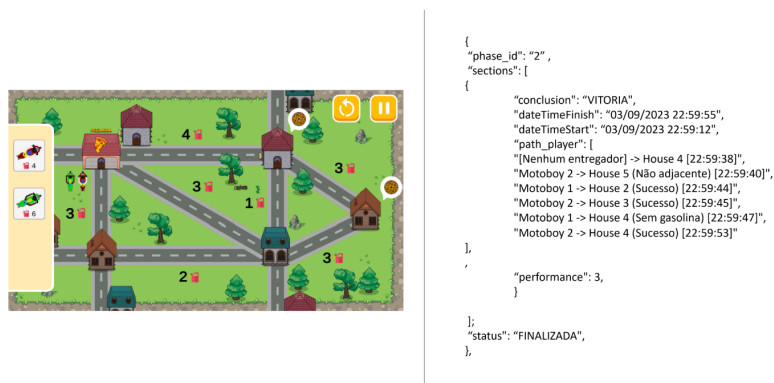 4
6
4
3
3
3
1
2
3
{
"phase_id": “2” ,
“sections": [
{
“conclusion": “VITORIA",
"dateTimeFinish": “03/09/2023 22:59:55",
"dateTimeStart": “03/09/2023 22:59:12",
"path_player": [
"[Nenhum entregador] -> House 4 [22:59:38]",
"Motoboy 2 -> House 5 (Não adjacente) [22:59:40]",
"Motoboy 1 -> House 2 (Sucesso) [22:59:44]"
"Motoboy 2 -> House 3 (Sucesso) [22:59:45]",
"Motoboy 1 -> House 4 (Sem gasolina) [22:59:47]",
"Motoboy 2 -> House 4 (Sucesso) [22:59:53]"
],
,
"performance": 3,
}
];
"status": “FINALIZADA",
},